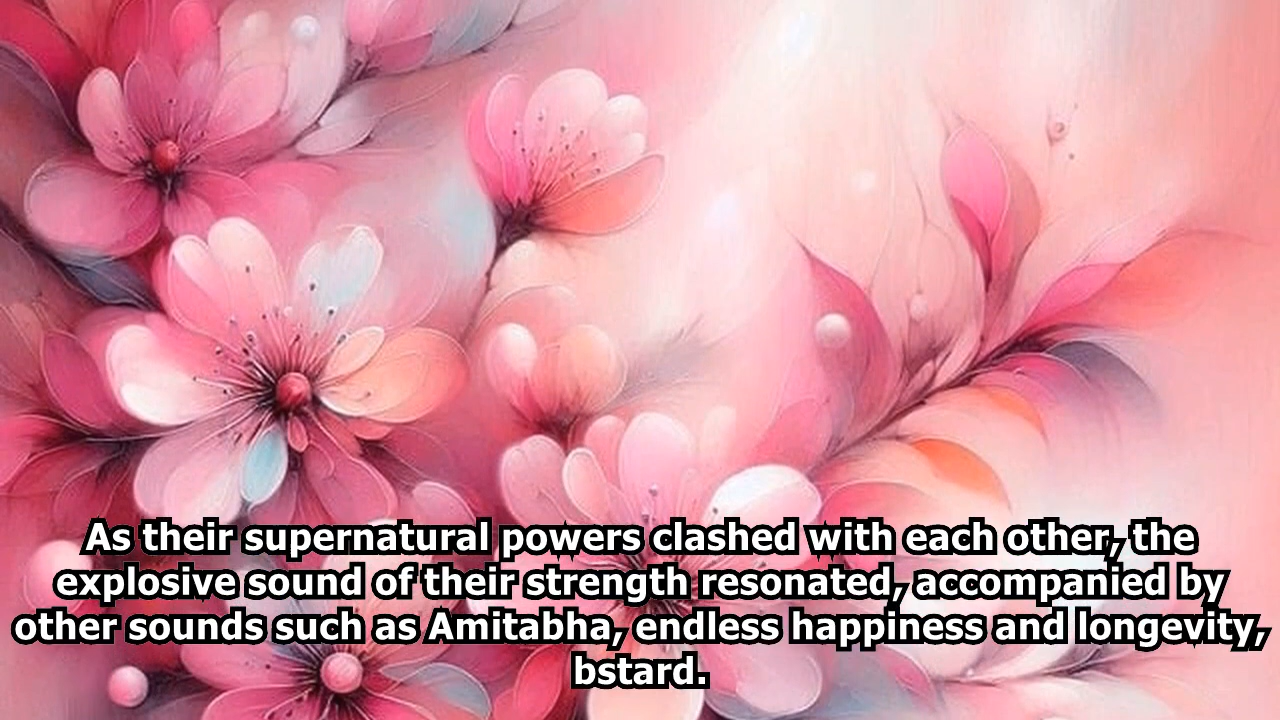 As their supernatural powers clashed with each other, the
explosive sound of their strength resonated, accompanied by
other sounds such as Amitabha, endless happiness and longevity,
bstard.